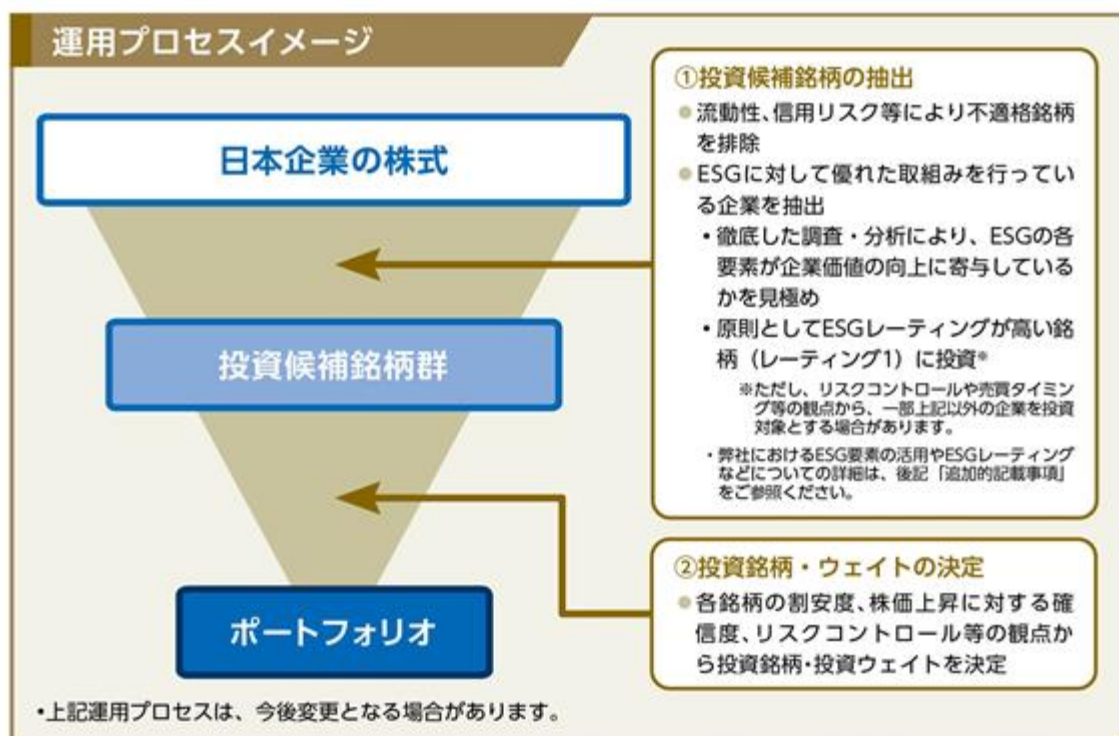 運用プロセスイメージ
日本企業の株式
投資候補銘柄群
ポートフォリオ
①投資候補銘柄の抽出
●流動性、信用リスク等により不適格銘柄
を排除
●ESGに対して優れた取組みを行ってい
る企業を抽出
・徹底した調査・分析により、ESGの各
要素が企業価値の向上に寄与している
かを見極め
・原則としてESGレーティングが高い銘
柄（レーティング1）に投資※
※ただし、リスクコントロールや売買タイミン
グ等の観点から、一部上記以外の企業を投資
対象とする場合があります。
・弊社におけるESG要素の活用やESGレーティング
などについての詳細は、後記「追加的記載事項」
をご参照ください。
②投資銘柄・ウェイトの決定
●各銘柄の割安度、株価上昇に対する確
信度、リスクコントロール等の観点か
ら投資銘柄・投資ウェイトを決定
•上記運用プロセスは、今後変更となる場合があります。